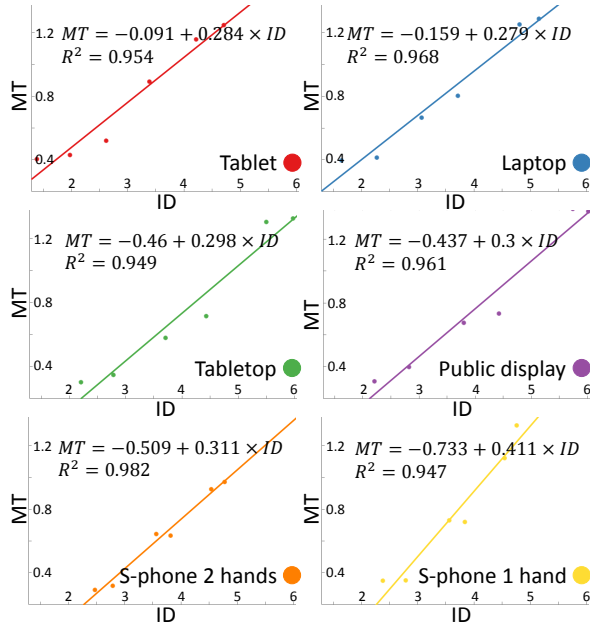 1.2
MT = −0.091 + 0.284 × ID
R² = 0.954
MT
0.8
0.4
Tablet
2 3 4 5 6
ID
1.2
MT = −0.159 + 0.279 × ID
R² = 0.968
MT
0.8
0.4
Laptop
2 3 4 5 6
ID
1.2
MT = −0.46 + 0.298 × ID
R² = 0.949
MT
0.8
0.4
Tabletop
2 3 4 5 6
ID
1.2
MT = −0.437 + 0.3 × ID
R² = 0.961
MT
0.8
0.4
Public display
2 3 4 5 6
ID
1.2
MT = −0.509 + 0.311 × ID
R² = 0.982
MT
0.8
0.4
S-phone 2 hands
2 3 4 5 6
ID
1.2
MT = −0.733 + 0.411 × ID
R² = 0.947
MT
0.8
0.4
S-phone 1 hand
2 3 4 5 6
ID